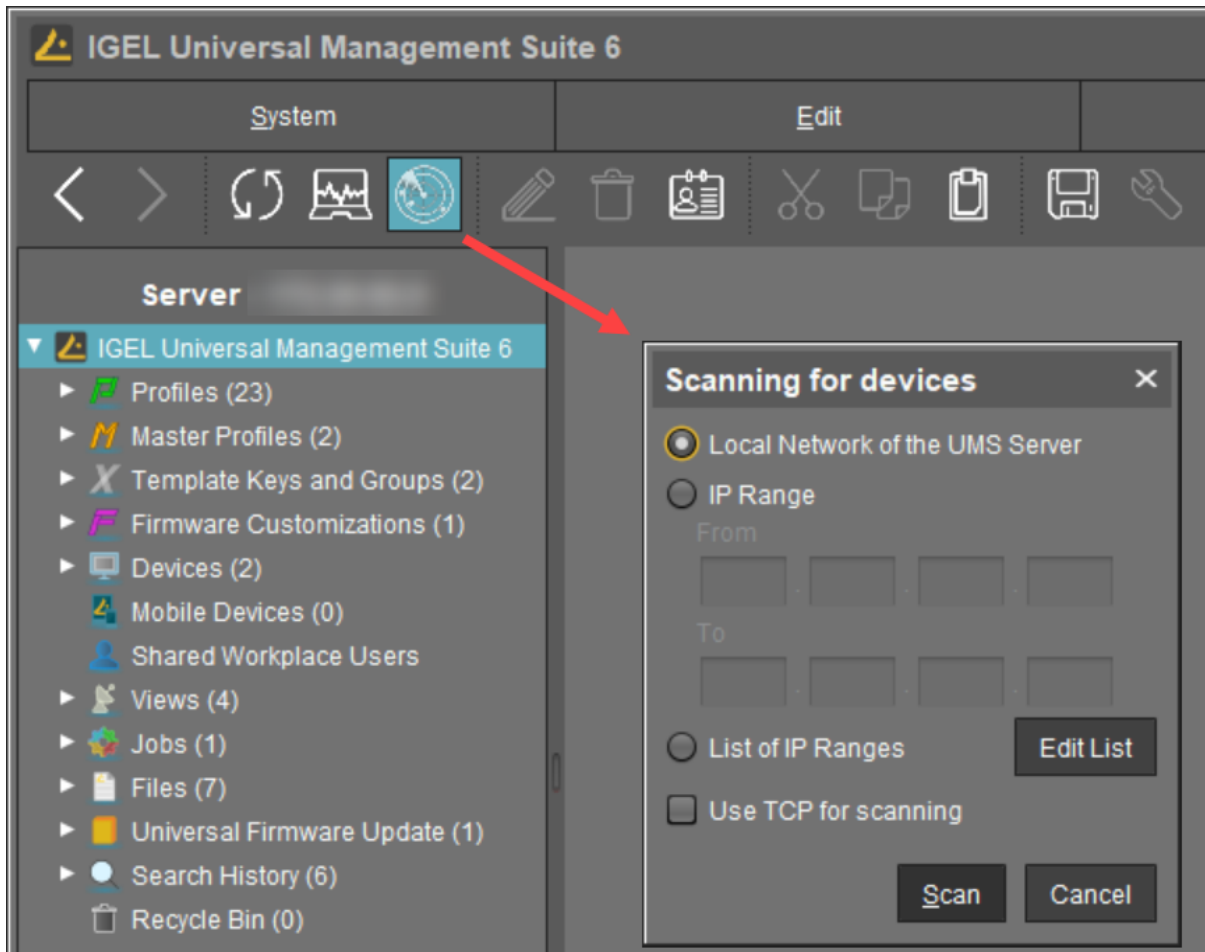 IGEL Universal Management Suite 6
System
Edit
Server
IGEL Universal Management Suite 6
Profiles (23)
Master Profiles (2)
Template Keys and Groups (2)
Firmware Customizations (1)
Devices (2)
Mobile Devices (0)
Shared Workplace Users
Views (4)
Jobs (1)
Files (7)
Universal Firmware Update (1)
Search History (6)
Recycle Bin (0)
Scanning for devices
Local Network of the UMS Server
IP Range
From
To
List of IP Ranges
Edit List
Use TCP for scanning
Scan
Cancel